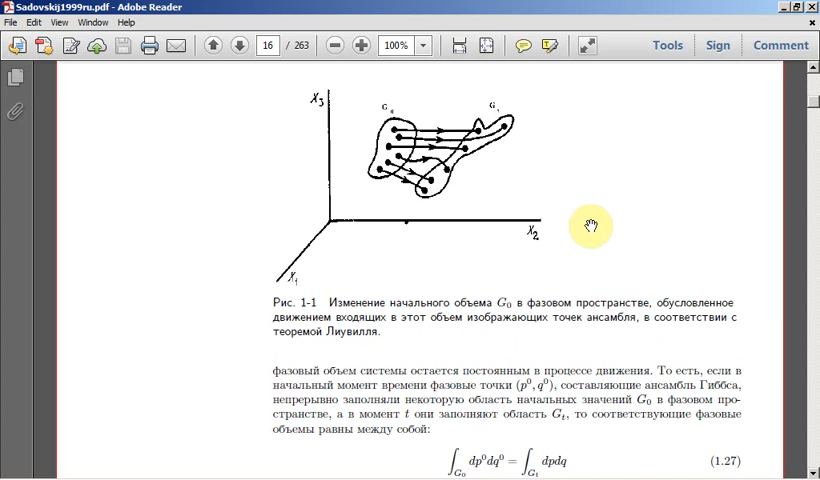 Sadovskij1999ru.pdf - Adobe Reader
File Edit View Window Help
16 / 263 100% Tools Sign Comment
X3
G0 Gt
X2
X1
Рис. 1-1 Изменение начального объема G0 в фазовом пространстве, обусловленное
движением входящих в этот объем изображающих точек ансамбля, в соответствии с
теоремой Лиувилля.
фазовый объем системы остается постоянным в процессе движения. То есть, если в
начальный момент времени фазовые точки (p⁰, q⁰), составляющие ансамбль Гиббса,
непрерывно заполняли некоторую область начальных значений G0 в фазовом про-
странстве, а в момент t они заполняют область Gt, то соответствующие фазовые
объемы равны между собой:
∫G0 dp⁰dq⁰ = ∫Gt dpdq (1.27)